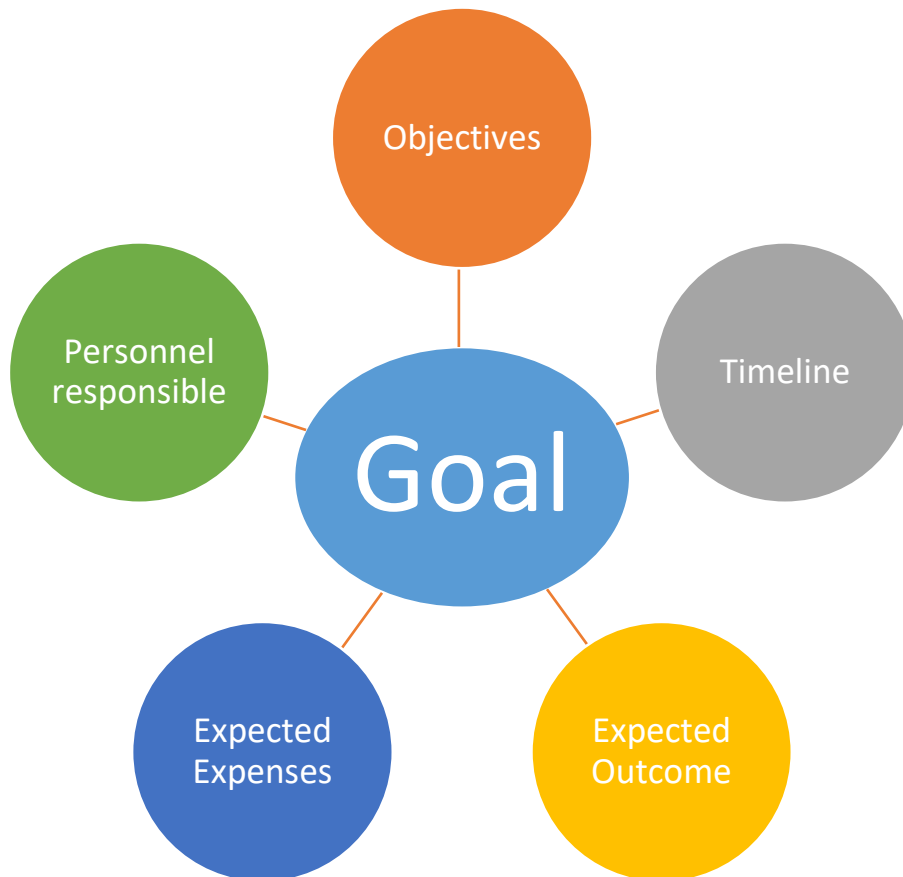 Objectives
Personnel
responsible
Timeline
Goal
Expected
Expenses
Expected
Outcome